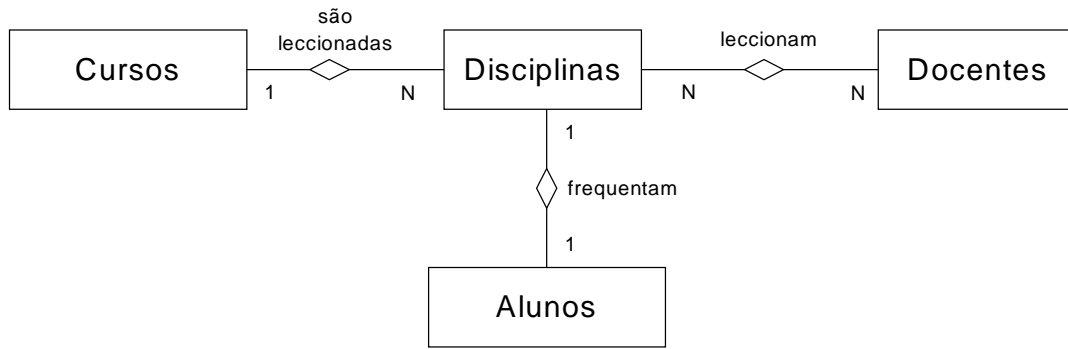 são
leccionadas
leccionam
Cursos
Disciplinas
Docentes
1
N
N
N
1
frequentam
1
Alunos